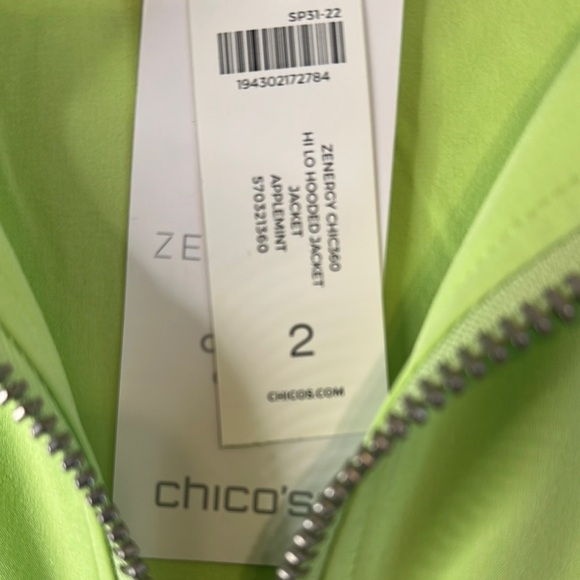 SP31-22
194302172784
ZENERGY CHIC360
HI LO HOODED JACKET
JACKET
APPLEMINT
570321360
2
CHICOS.COM
ZE
chico's